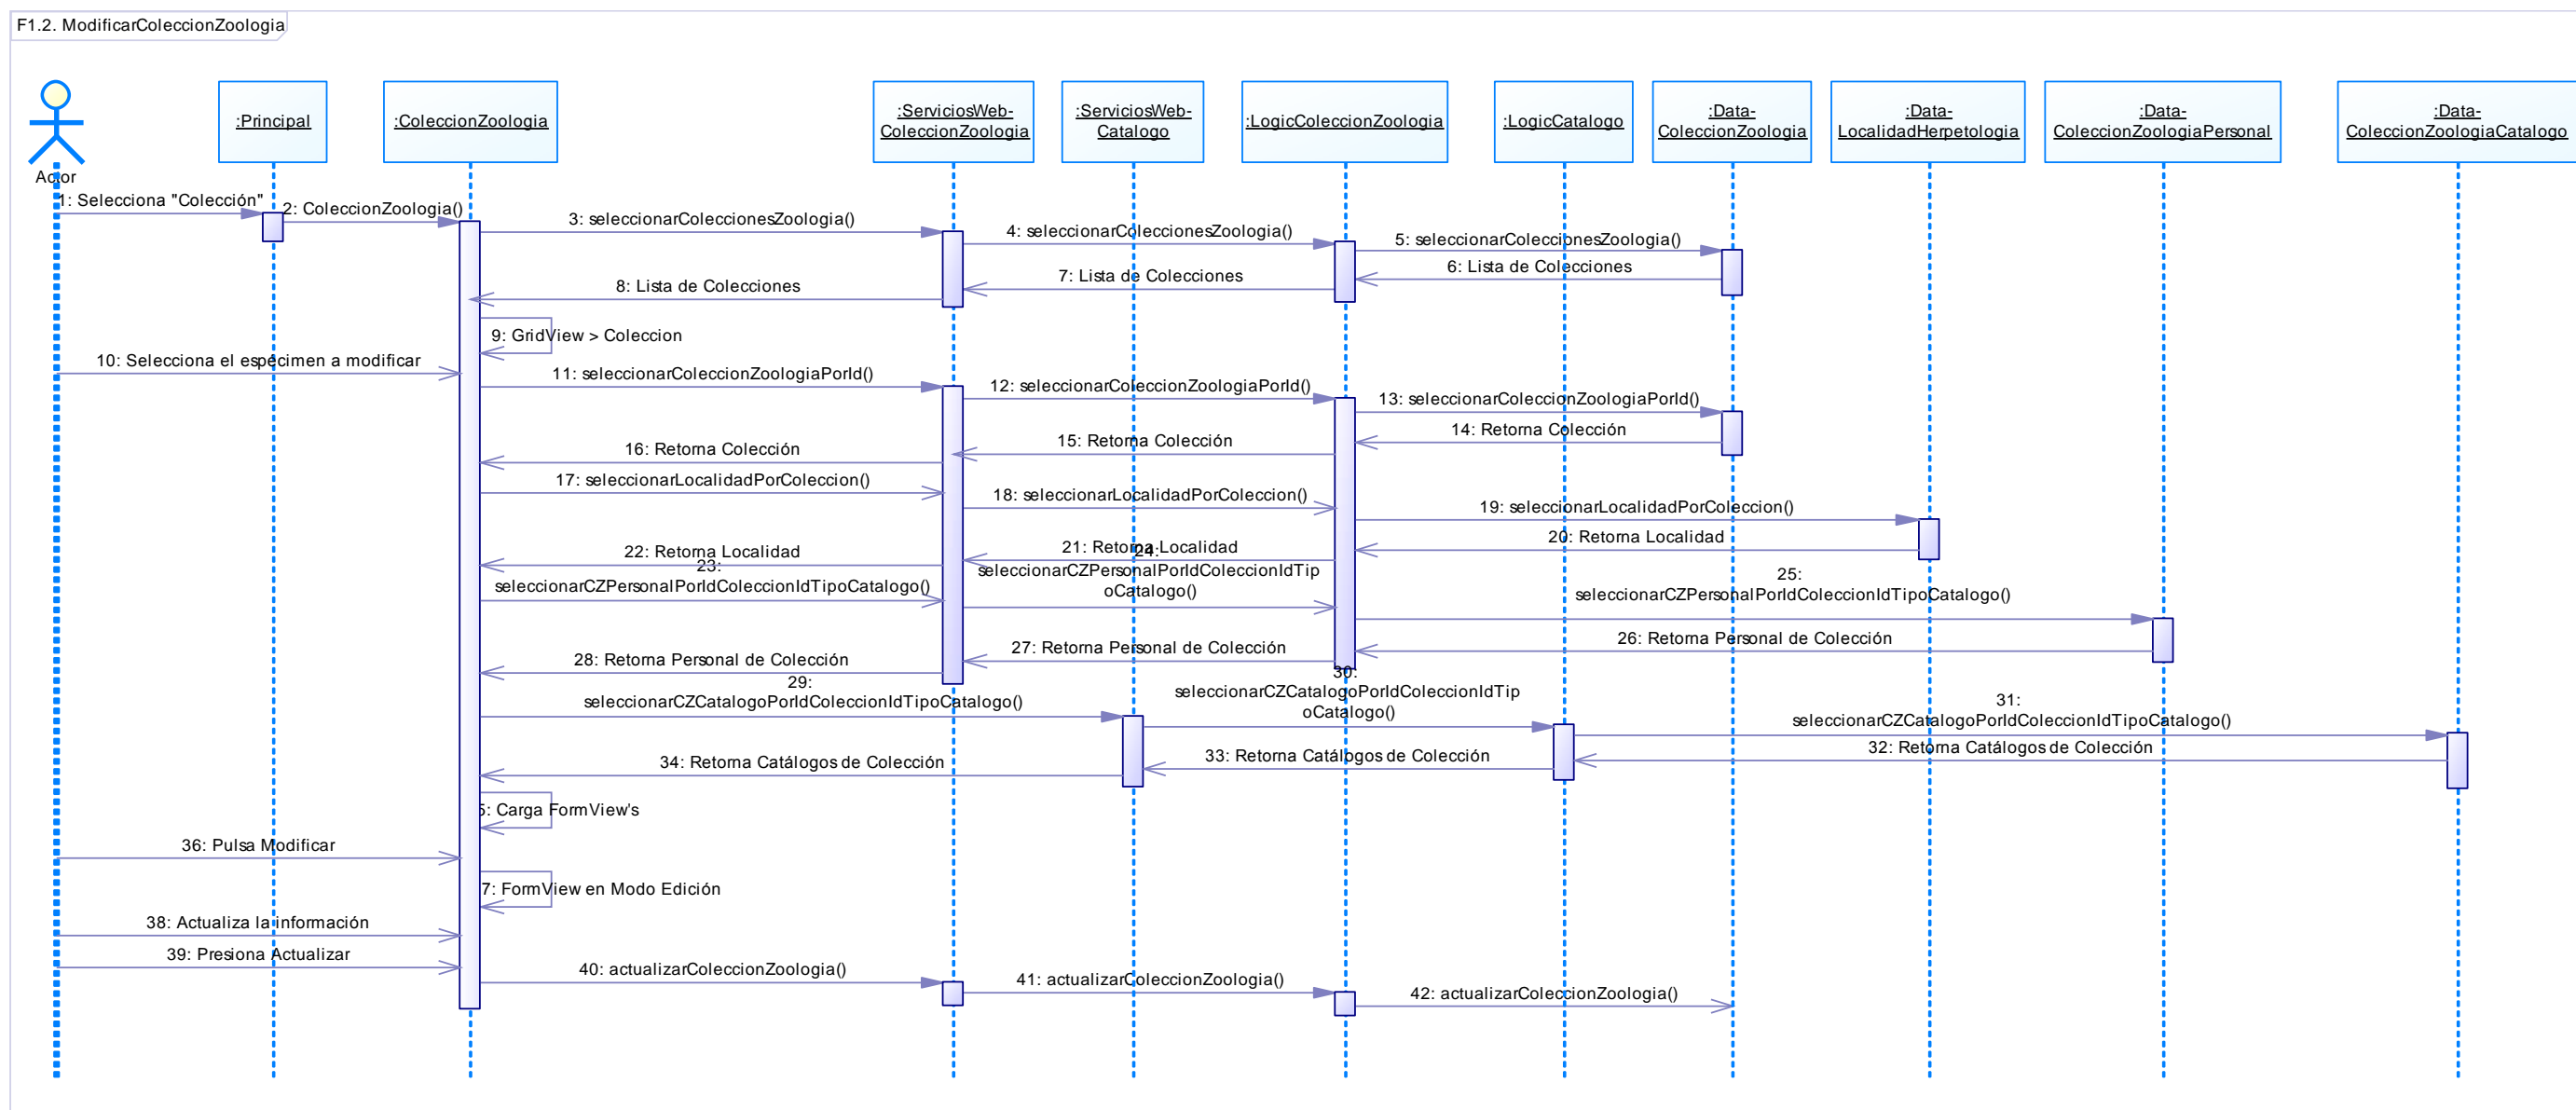 F1.2. ModificarColeccionZoologia
Actor
:Principal
:ColeccionZoologia
:ServiciosWeb-
ColeccionZoologia
:ServiciosWeb-
Catalogo
:LogicColeccionZoologia
:LogicCatalogo
:Data-
ColeccionZoologia
:Data-
LocalidadHerpetologia
:Data-
ColeccionZoologiaPersonal
:Data-
ColeccionZoologiaCatalogo
1: Selecciona "Colección"
2: ColeccionZoologia()
3: seleccionarColeccionesZoologia()
4: seleccionarColeccionesZoologia()
5: seleccionarColeccionesZoologia()
6: Lista de Colecciones
7: Lista de Colecciones
8: Lista de Colecciones
9: GridView > Coleccion
10: Selecciona el espécimen a modificar
11: seleccionarColeccionZoologiaPorId()
12: seleccionarColeccionZoologiaPorId()
13: seleccionarColeccionZoologiaPorId()
14: Retorna Colección
15: Retorna Colección
16: Retorna Colección
17: seleccionarLocalidadPorColeccion()
18: seleccionarLocalidadPorColeccion()
19: seleccionarLocalidadPorColeccion()
20: Retorna Localidad
21: Retorna Localidad
22: Retorna Localidad
23:
seleccionarCZPersonalPorIdColeccionIdTipoCatalogo()
24:
seleccionarCZPersonalPorIdColeccionIdTip
oCatalogo()
25:
seleccionarCZPersonalPorIdColeccionIdTipoCatalogo()
26: Retorna Personal de Colección
27: Retorna Personal de Colección
28: Retorna Personal de Colección
29:
seleccionarCZCatalogoPorIdColeccionIdTipoCatalogo()
30:
seleccionarCZCatalogoPorIdColeccionIdTip
oCatalogo()
31:
seleccionarCZCatalogoPorIdColeccionIdTipoCatalogo()
32: Retorna Catálogos de Colección
33: Retorna Catálogos de Colección
34: Retorna Catálogos de Colección
5: Carga FormView's
36: Pulsa Modificar
7: FormView en Modo Edición
38: Actualiza la información
39: Presiona Actualizar
40: actualizarColeccionZoologia()
41: actualizarColeccionZoologia()
42: actualizarColeccionZoologia()